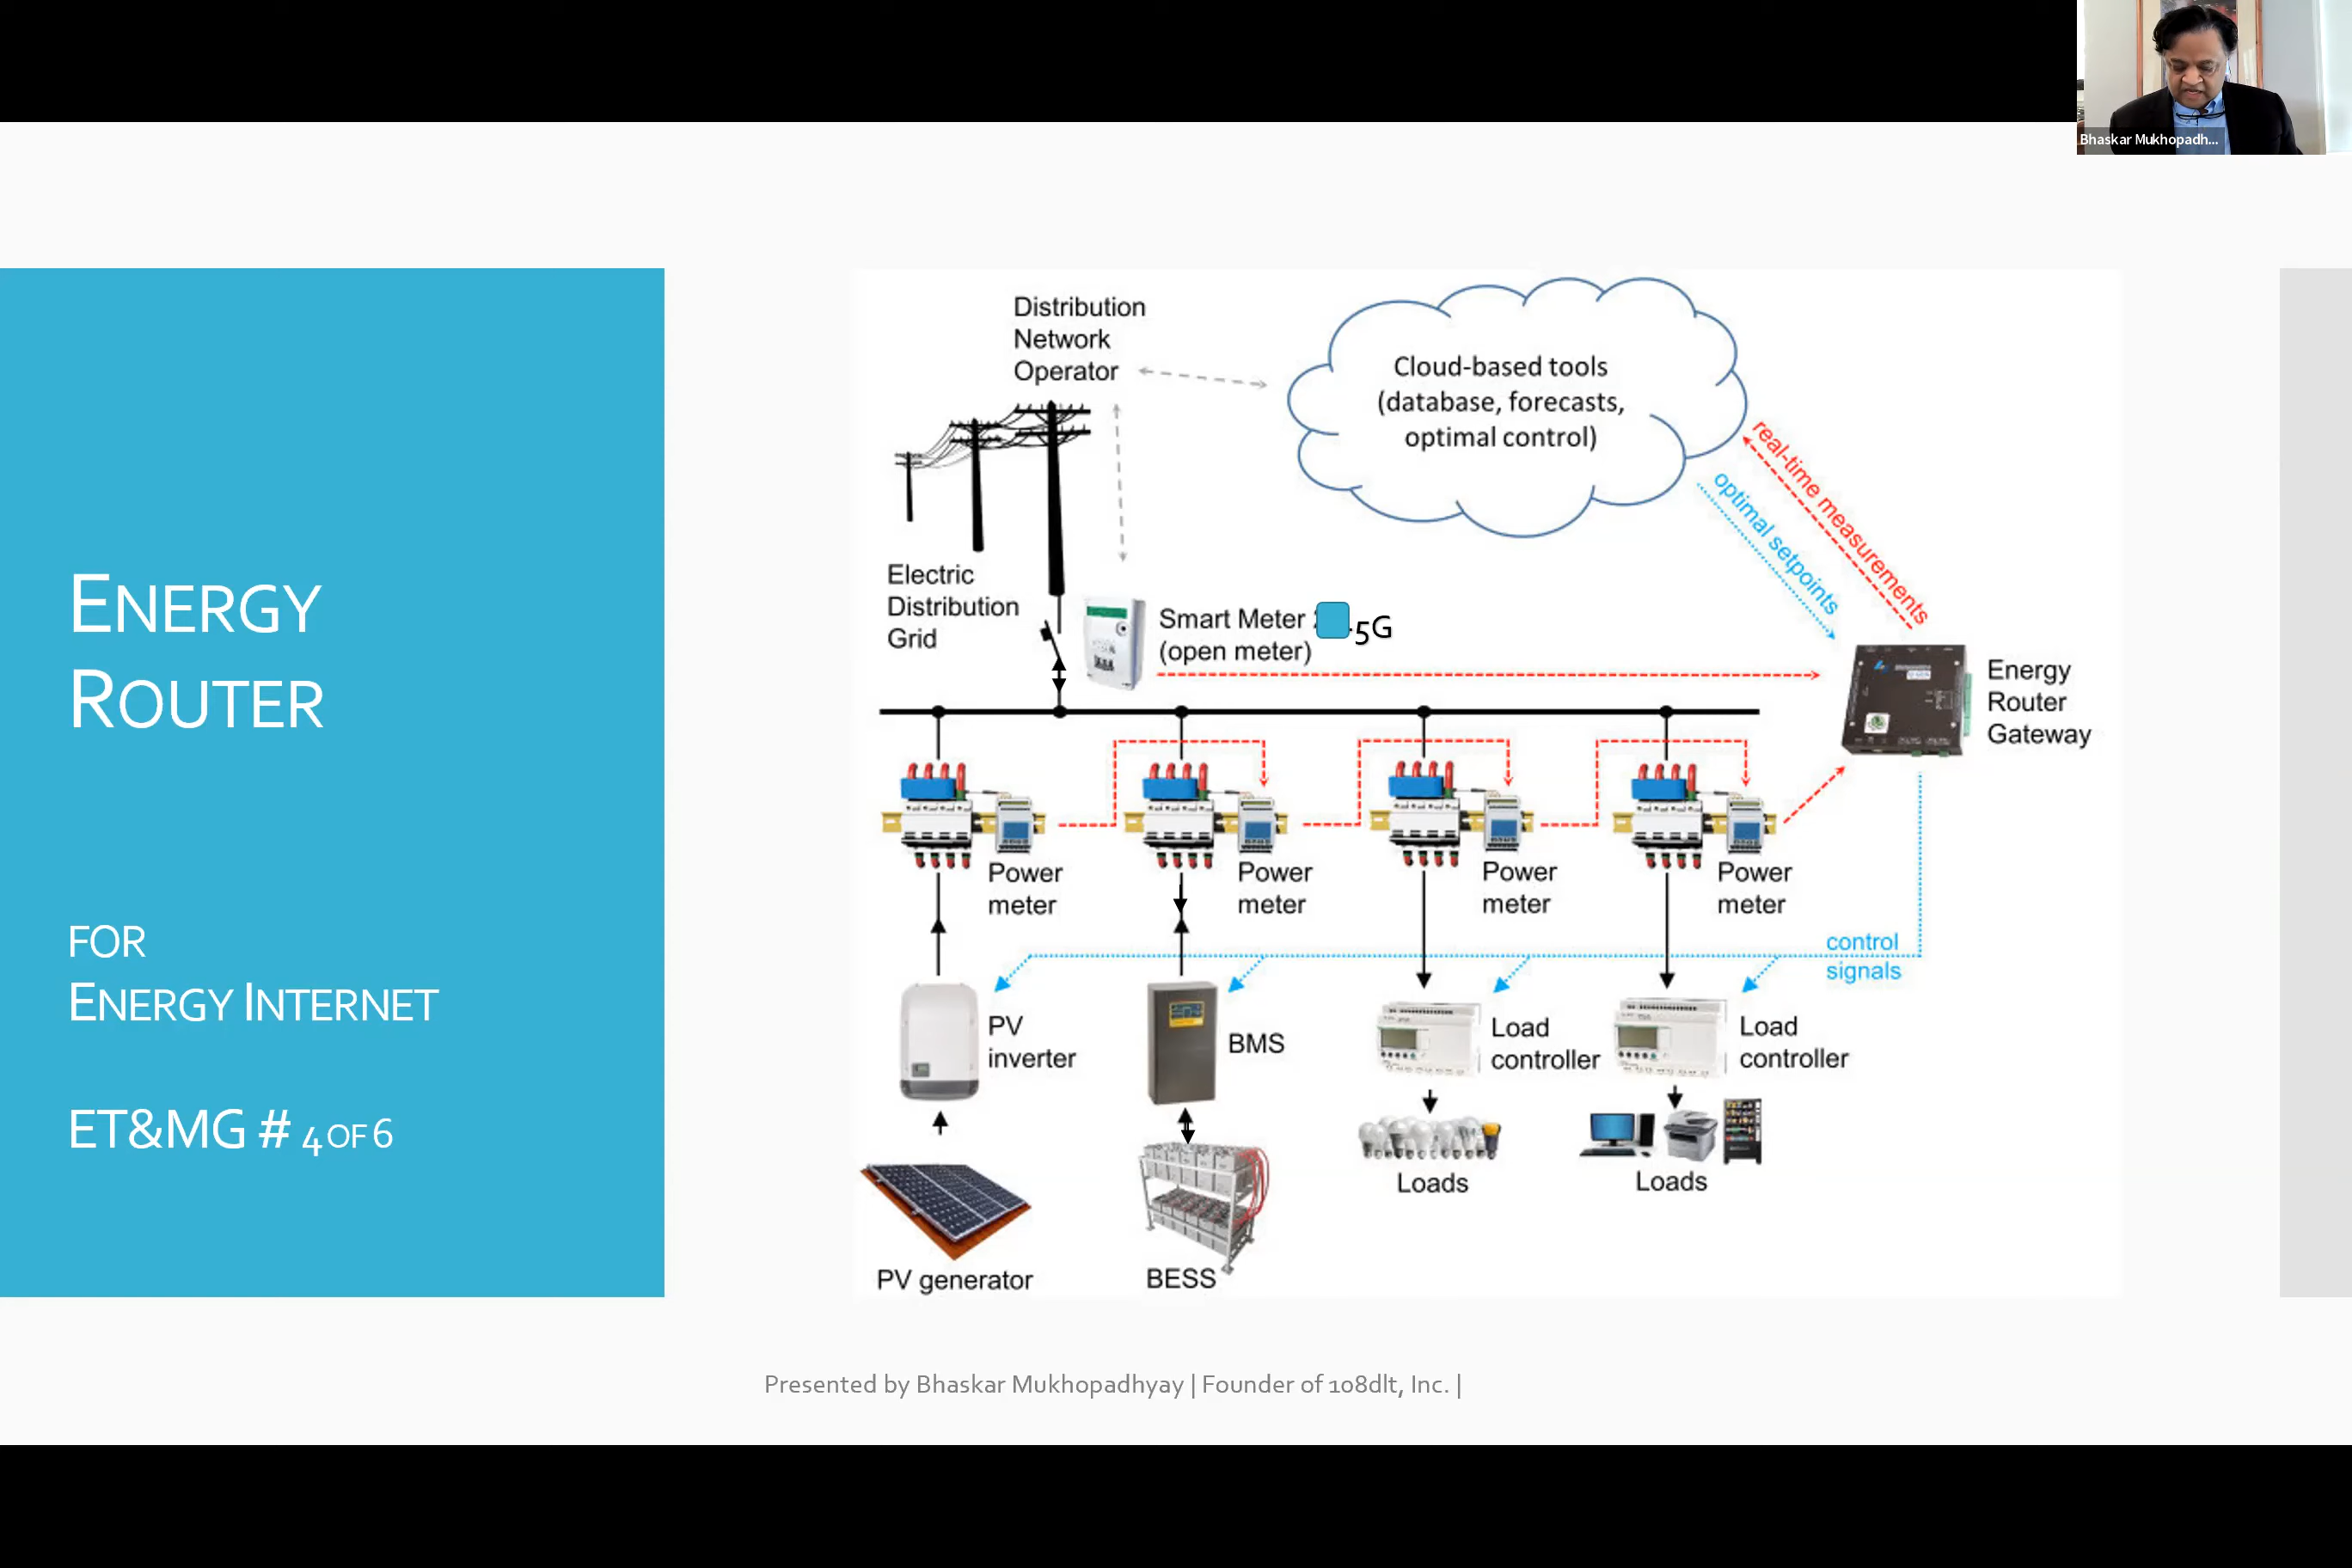 Bhaskar Mukhopadh...
ENERGY
ROUTER
FOR
ENERGY INTERNET
ET&MG # 4 OF 6
Distribution
Network
Operator
Cloud-based tools
(database, forecasts,
optimal control)
real-time measurements
optimal setpoints
Electric
Distribution
Grid
Smart Meter
5G
(open meter)
Energy
Router
Gateway
Power
meter
Power
meter
Power
meter
Power
meter
control
signals
PV
inverter
BMS
Load
controller
Load
controller
Loads
Loads
PV generator
BESS
Presented by Bhaskar Mukhopadhyay | Founder of 108dlt, Inc. |